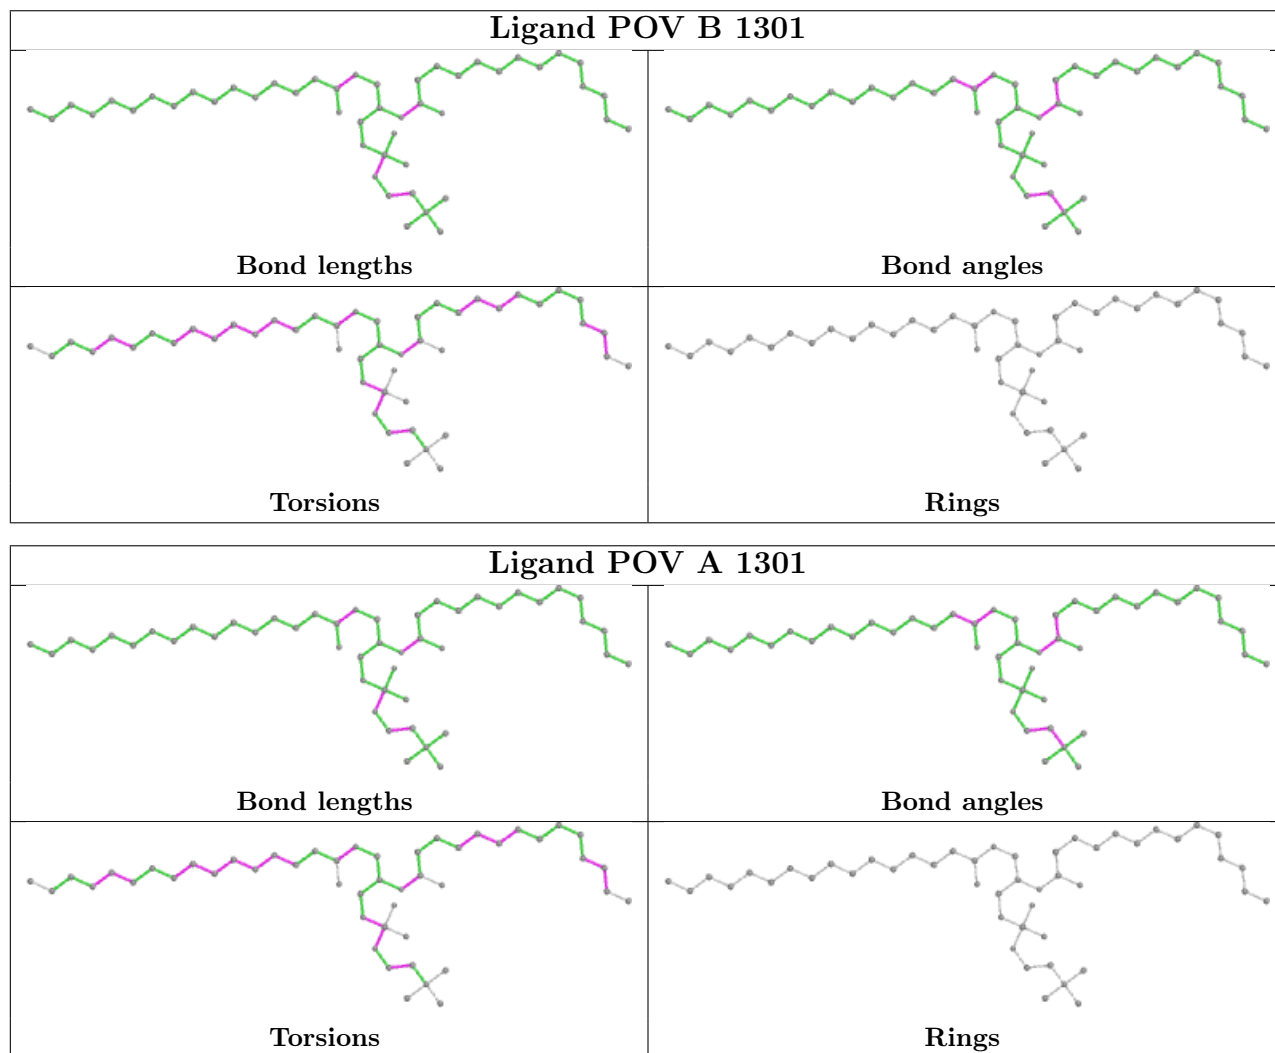 Ligand POV B 1301
Bond lengths
Bond angles
Torsions
Rings
Ligand POV A 1301
Bond lengths
Bond angles
Torsions
Rings